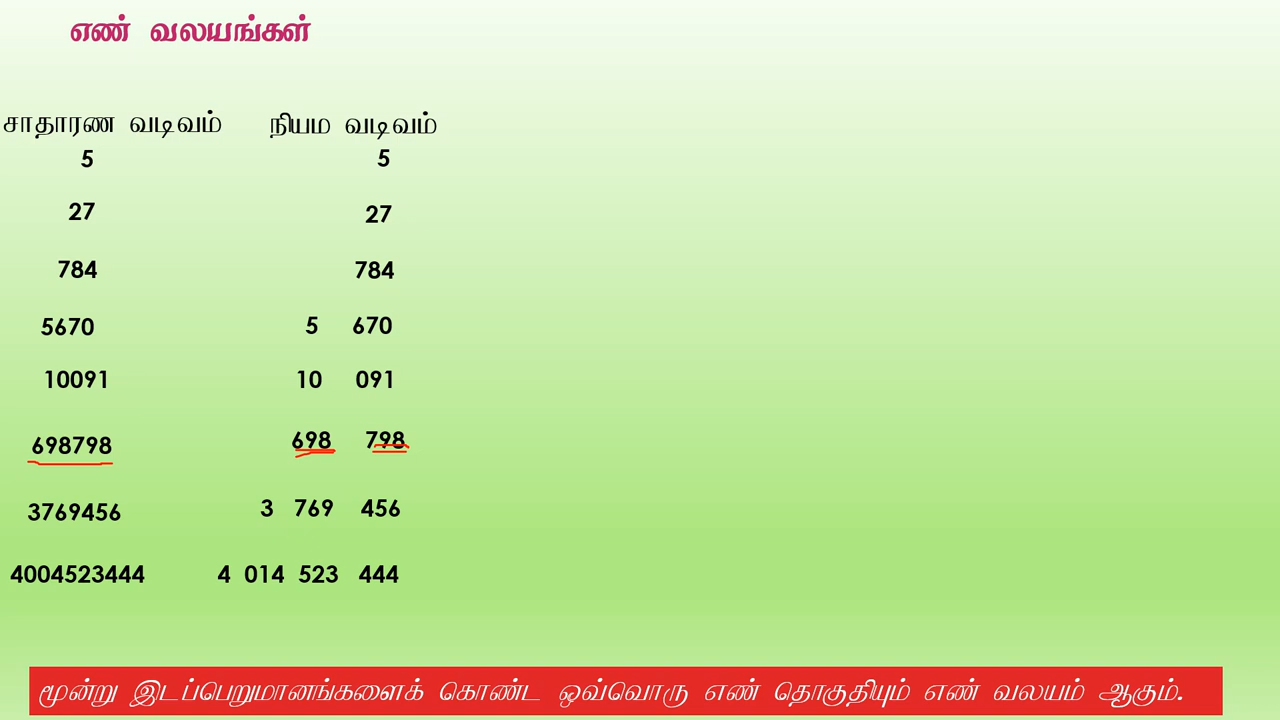 எண் வலயங்கள்
சாதாரண வடிவம் நியம வடிவம்
5 5
27 27
784 784
5670 5 670
10091 10 091
698798 698 798
3769456 3 769 456
4004523444 4 014 523 444
மூன்று இடப்பெறுமானங்களைக் கொண்ட ஒவ்வொரு எண் தொகுதியும் எண் வலயம் ஆகும்.